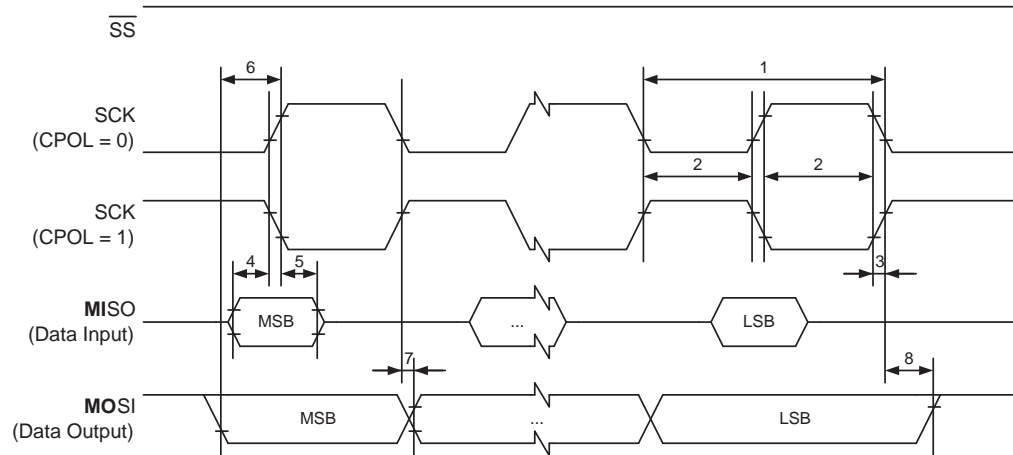 SS
6
1
SCK
(CPOL = 0)
2
2
SCK
(CPOL = 1)
4
5
3
MISO
(Data Input)
MSB
...
LSB
7
8
MOSI
(Data Output)
MSB
...
LSB